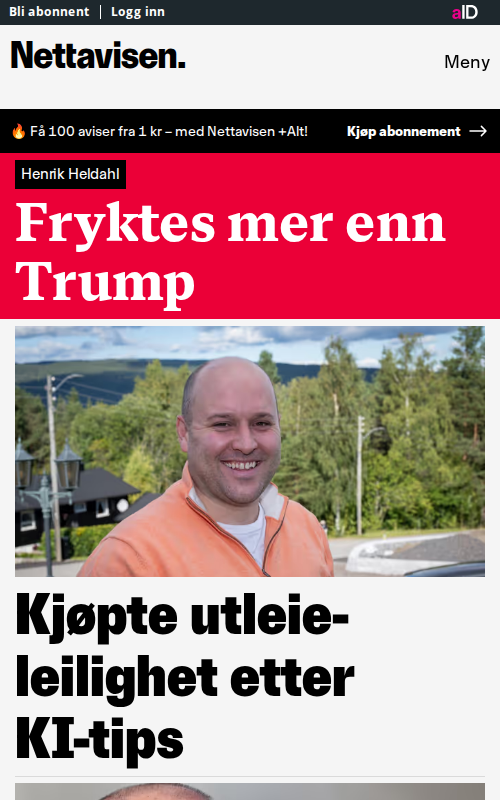 Bli abonnent | Logg inn
aID
Nettavisen.
Meny
🔥 Få 100 aviser fra 1 kr – med Nettavisen +Alt!
Kjøp abonnement →
Henrik Heldahl
Fryktes mer enn
Trump
Kjøpte utleie-
leilighet etter
KI-tips